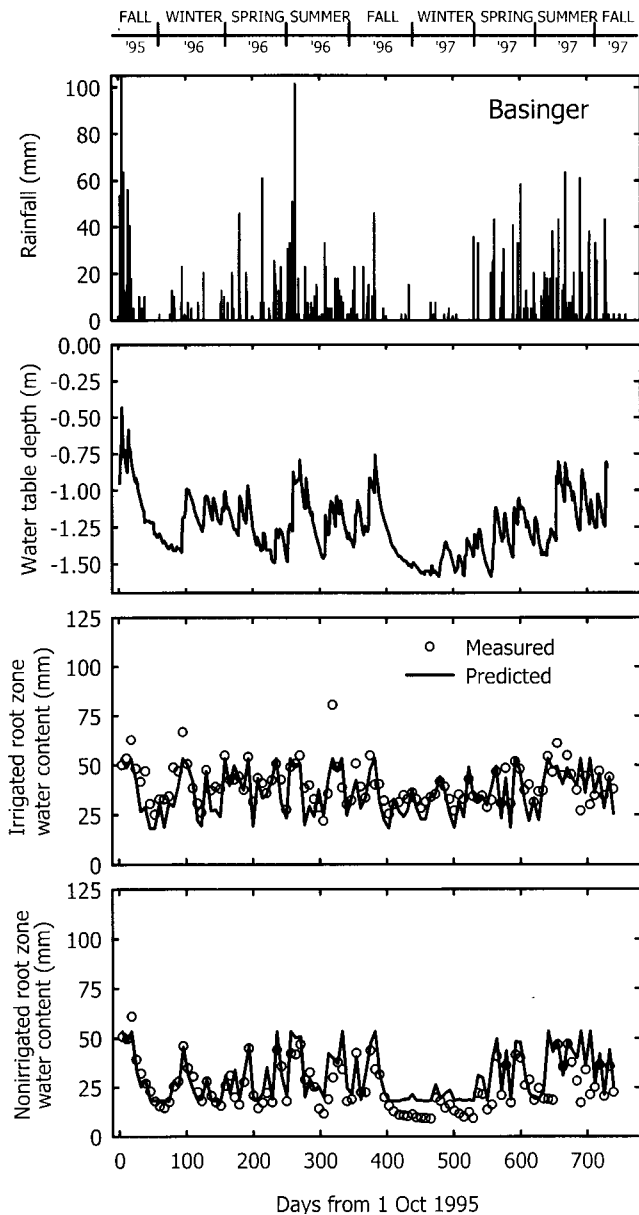 FALL WINTER SPRING SUMMER FALL WINTER SPRING SUMMER FALL
'95 '96 '96 '96 '96 '97 '97 '97 '97
Basinger
Rainfall (mm)
100
80
60
40
20
0
Water table depth (m)
0.00
-0.25
-0.50
-0.75
-1.00
-1.25
-1.50
Irrigated root zone
water content (mm)
125
100
75
50
25
0
Measured
Predicted
Nonirrigated root zone
water content (mm)
125
100
75
50
25
0
0 100 200 300 400 500 600 700
Days from 1 Oct 1995